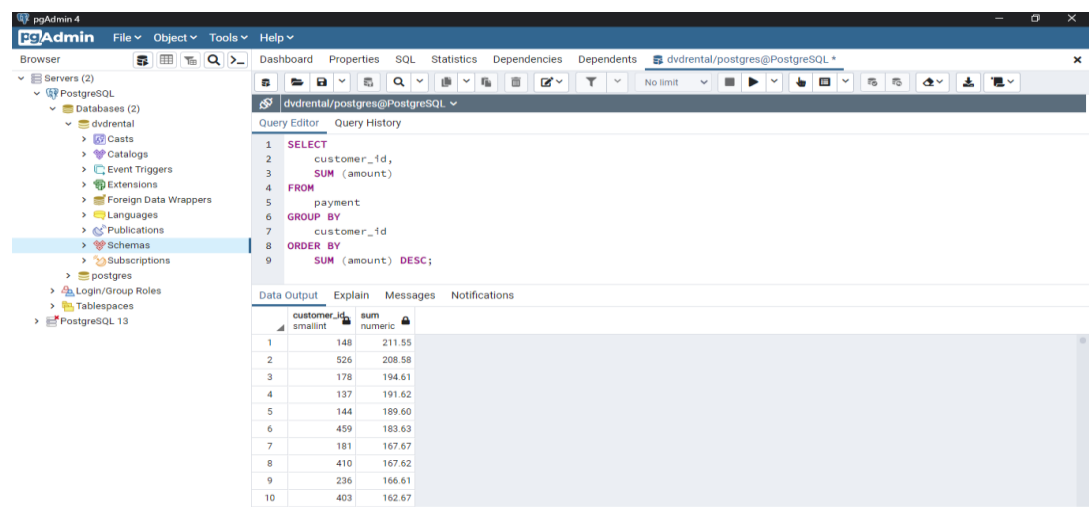 pgAdmin 4
pgAdmin File Object Tools Help
Browser
Dashboard Properties SQL Statistics Dependencies Dependents dvdrental/postgres@PostgreSQL *
Servers (2)
PostgreSQL
Databases (2)
dvdrental
Casts
Catalogs
Event Triggers
Extensions
Foreign Data Wrappers
Languages
Publications
Schemas
Subscriptions
postgres
Login/Group Roles
Tablespaces
PostgreSQL 13
No limit
dvdrental/postgres@PostgreSQL
Query Editor Query History
1 SELECT
2 customer_id,
3 SUM (amount)
4 FROM
5 payment
6 GROUP BY
7 customer_id
8 ORDER BY
9 SUM (amount) DESC;
Data Output Explain Messages Notifications
customer_id sum
smallint numeric
1 148 211.55
2 526 208.58
3 178 194.61
4 137 191.62
5 144 189.60
6 459 183.63
7 181 167.67
8 410 167.62
9 236 166.61
10 403 162.67